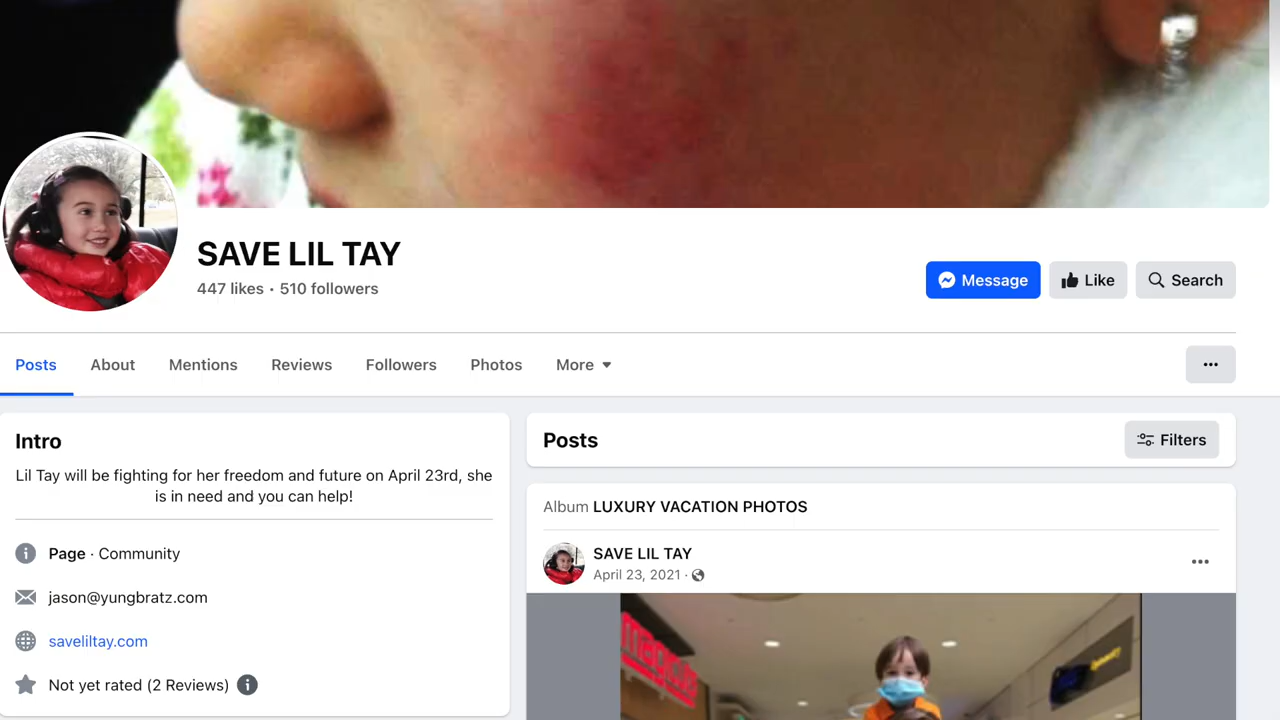 SAVE LIL TAY
447 likes • 510 followers
Message
Like
Search
Posts
About
Mentions
Reviews
Followers
Photos
More
Intro
Lil Tay will be fighting for her freedom and future on April 23rd, she
is in need and you can help!
Page · Community
jason@yungbratz.com
saveliltay.com
Not yet rated (2 Reviews)
Posts
Filters
Album LUXURY VACATION PHOTOS
SAVE LIL TAY
April 23, 2021 ·